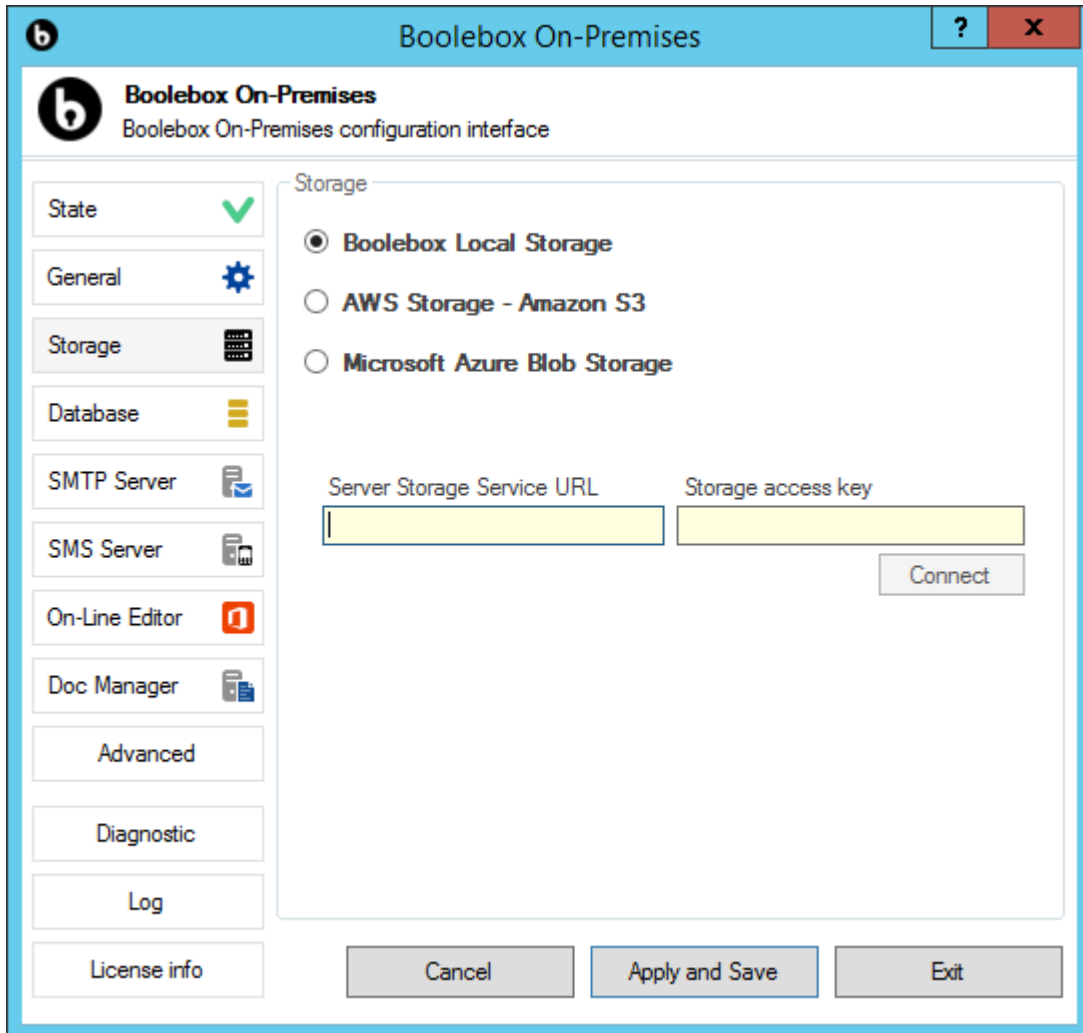 Boolebox On-Premises
?
x
Boolebox On-Premises
Boolebox On-Premises configuration interface
State
General
Storage
Database
SMTP Server
SMS Server
On-Line Editor
Doc Manager
Advanced
Diagnostic
Log
License info
Storage
Boolebox Local Storage
AWS Storage - Amazon S3
Microsoft Azure Blob Storage
Server Storage Service URL
Storage access key
Connect
Cancel
Apply and Save
Exit